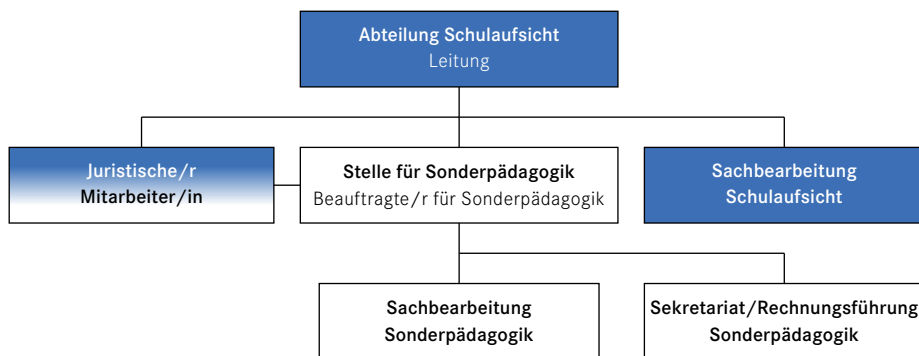 Abteilung Schulaufsicht
Leitung
Juristische/r
Mitarbeiter/in
Stelle für Sonderpädagogik
Beauftragte/r für Sonderpädagogik
Sachbearbeitung
Schulaufsicht
Sachbearbeitung
Sonderpädagogik
Sekretariat/Rechnungsführung
Sonderpädagogik